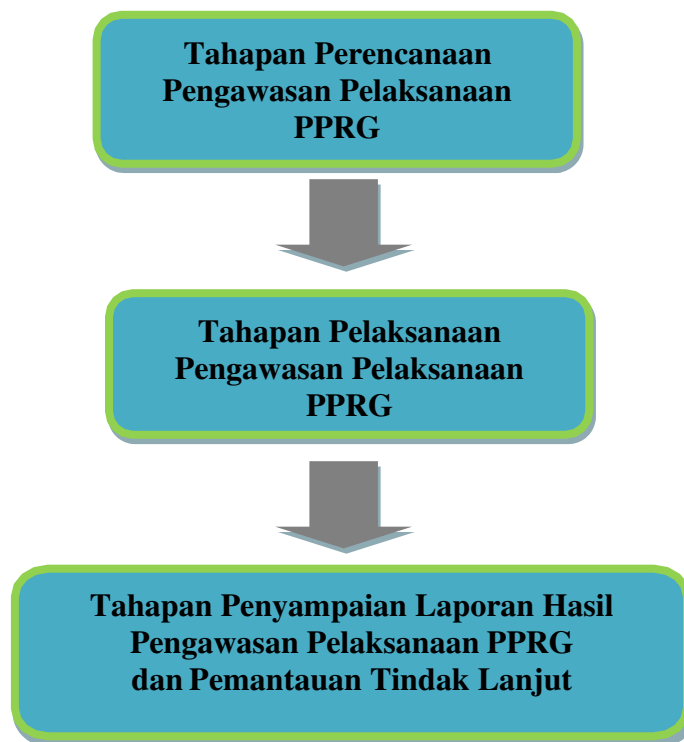 Tahapan Perencanaan
Pengawasan Pelaksanaan
PPRG
Tahapan Pelaksanaan
Pengawasan Pelaksanaan
PPRG
Tahapan Penyampaian Laporan Hasil
Pengawasan Pelaksanaan PPRG
dan Pemantauan Tindak Lanjut